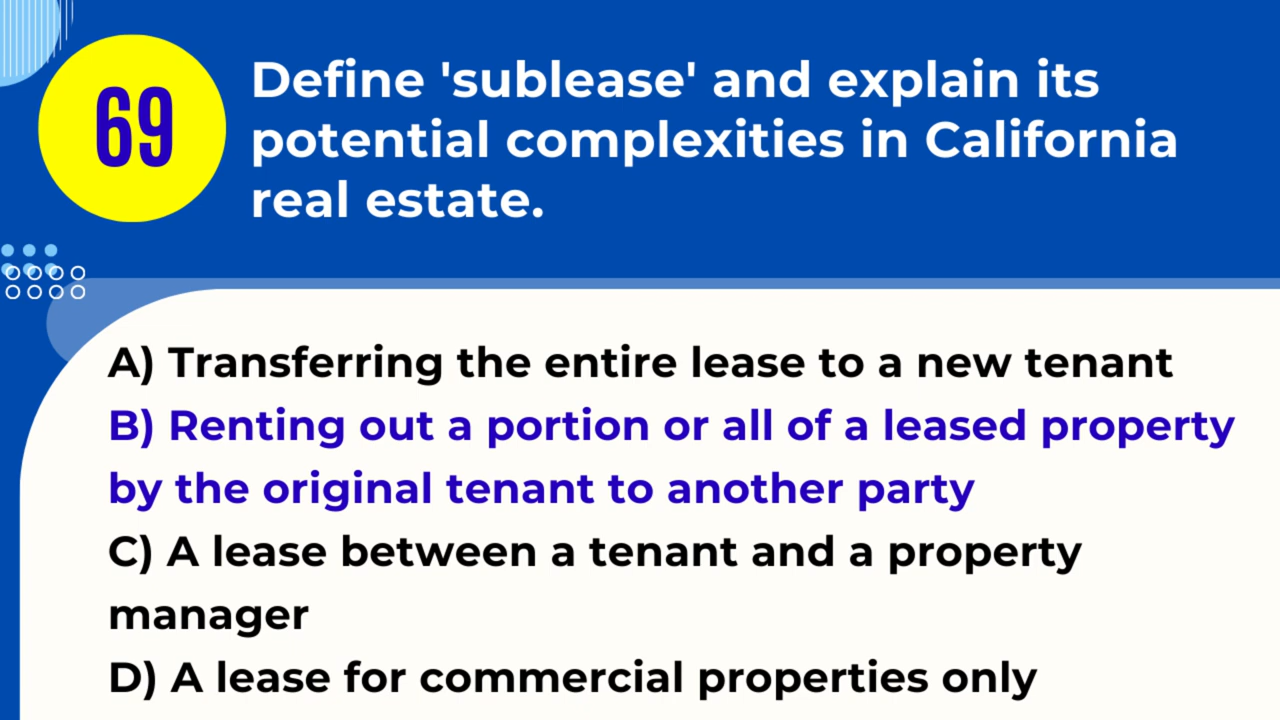 69
Define 'sublease' and explain its
potential complexities in California
real estate.
A) Transferring the entire lease to a new tenant
B) Renting out a portion or all of a leased property
by the original tenant to another party
C) A lease between a tenant and a property
manager
D) A lease for commercial properties only